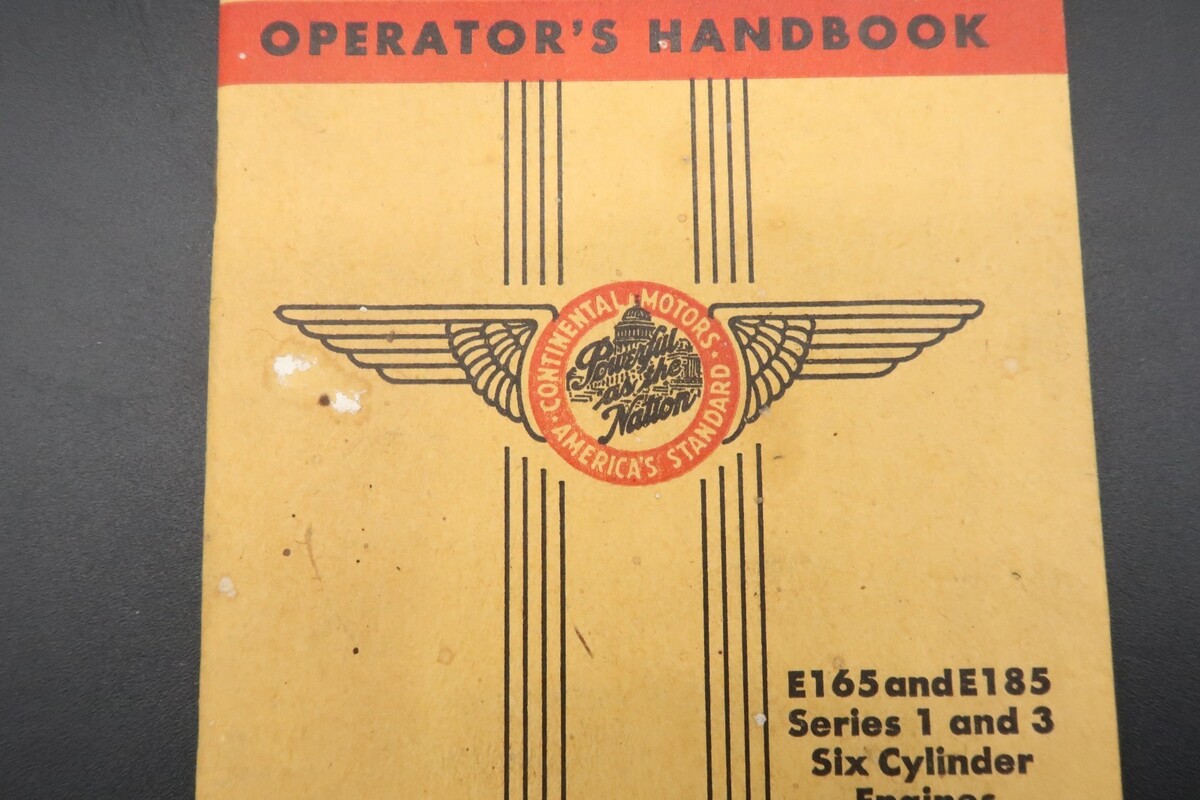 OPERATOR'S HANDBOOK
CONTINENTAL MOTORS
Powerful
as the
Nation
AMERICA'S STANDARD
E165 and E185
Series 1 and 3
Six Cylinder
Engines